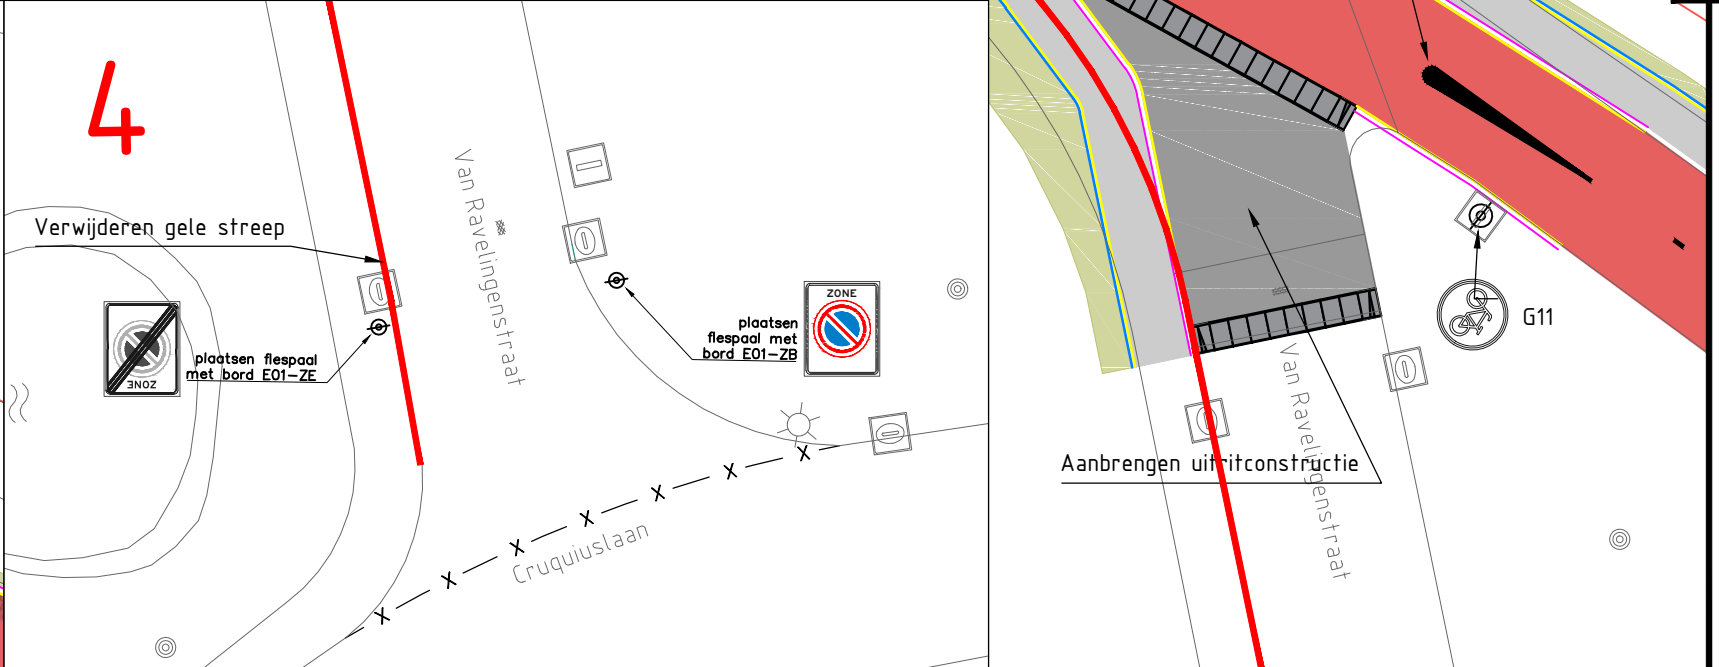 4
Verwijderen gele streep
Van Ravelingenstraat
ZONE
plaatsen flespaal
met bord E01-ZE
plaatsen
flespaal met
bord E01-ZB
ZONE
Cruquiuslaan
G11
Van Ravelingenstraat
Aanbrengen uitritconstructie